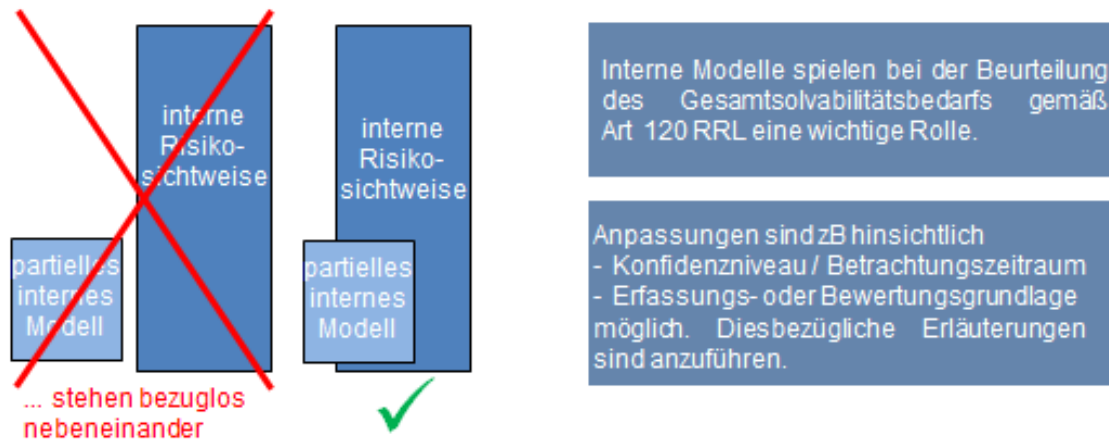 interne
Risiko-
sichtweise
partielles
internes
Modell
... stehen bezuglos
nebeneinander
interne
Risiko-
sichtweise
partielles
internes
Modell
Interne Modelle spielen bei der Beurteilung
des Gesamtsolvabilitätsbedarfs gemäß
Art 120 RRL eine wichtige Rolle.
Anpassungen sind zB hinsichtlich
- Konfidenzniveau / Betrachtungszeitraum
- Erfassungs- oder Bewertungsgrundlage
möglich. Diesbezügliche Erläuterungen
sind anzuführen.